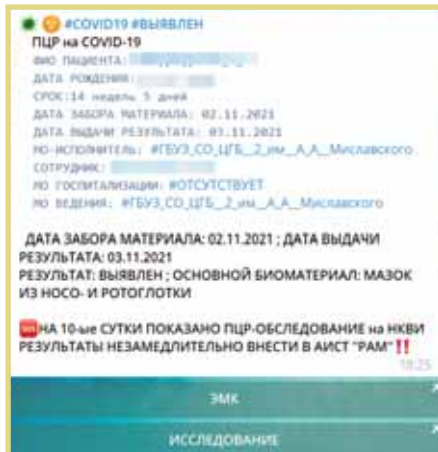 #COVID19 #ВЫЯВЛЕН
ПЦР на COVID-19
ФИО ПАЦИЕНТА:
ДАТА РОЖДЕНИЯ:
СРОК:14 недель 5 дней
ДАТА ЗАБОРА МАТЕРИАЛА: 02.11.2021
ДАТА ВЫДАЧИ РЕЗУЛЬТАТА: 03.11.2021
МО-ИСПОЛНИТЕЛЬ: #ГБУЗ_СО_ЦГБ__2_им__А_А__Миславского
СОТРУДНИК:
МО ГОСПИТАЛИЗАЦИИ: #ОТСУТСТВУЕТ
МО ВЕДЕНИЯ: #ГБУЗ_СО_ЦГБ__2_им__А_А__Миславского
ДАТА ЗАБОРА МАТЕРИАЛА: 02.11.2021 ; ДАТА ВЫДАЧИ
РЕЗУЛЬТАТА: 03.11.2021
РЕЗУЛЬТАТ: ВЫЯВЛЕН ; ОСНОВНОЙ БИОМАТЕРИАЛ: МАЗОК
ИЗ НОСО- И РОТОГЛОТКИ
🆘НА 10-ые СУТКИ ПОКАЗАНО ПЦР-ОБСЛЕДОВАНИЕ на НКВИ
РЕЗУЛЬТАТЫ НЕЗАМЕДЛИТЕЛЬНО ВНЕСТИ В АИСТ "РАМ"‼
18:25
ЭМК
ИССЛЕДОВАНИЕ